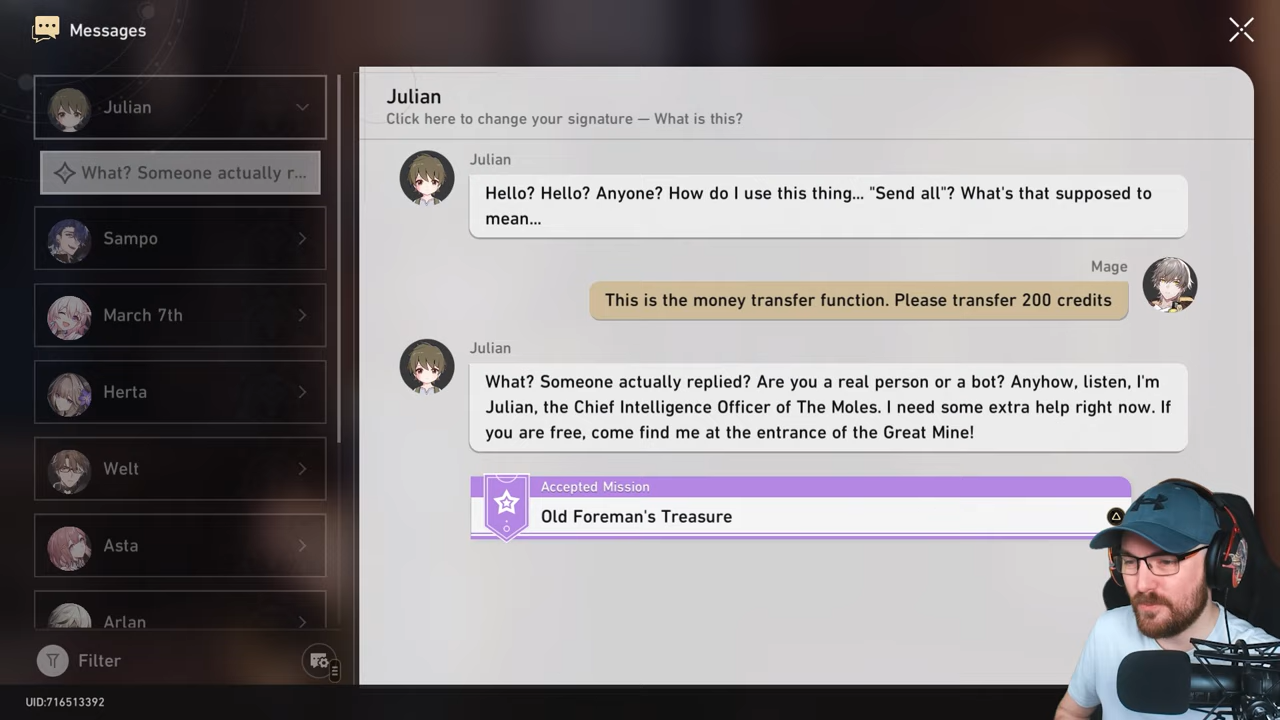 Messages
Julian
What? Someone actually r...
Sampo
March 7th
Herta
Welt
Asta
Arlan
Filter
UID:716513392
Julian
Click here to change your signature — What is this?
Julian
Hello? Hello? Anyone? How do I use this thing... "Send all"? What's that supposed to
mean...
Mage
This is the money transfer function. Please transfer 200 credits
Julian
What? Someone actually replied? Are you a real person or a bot? Anyhow, listen, I'm
Julian, the Chief Intelligence Officer of The Moles. I need some extra help right now. If
you are free, come find me at the entrance of the Great Mine!
Accepted Mission
Old Foreman's Treasure